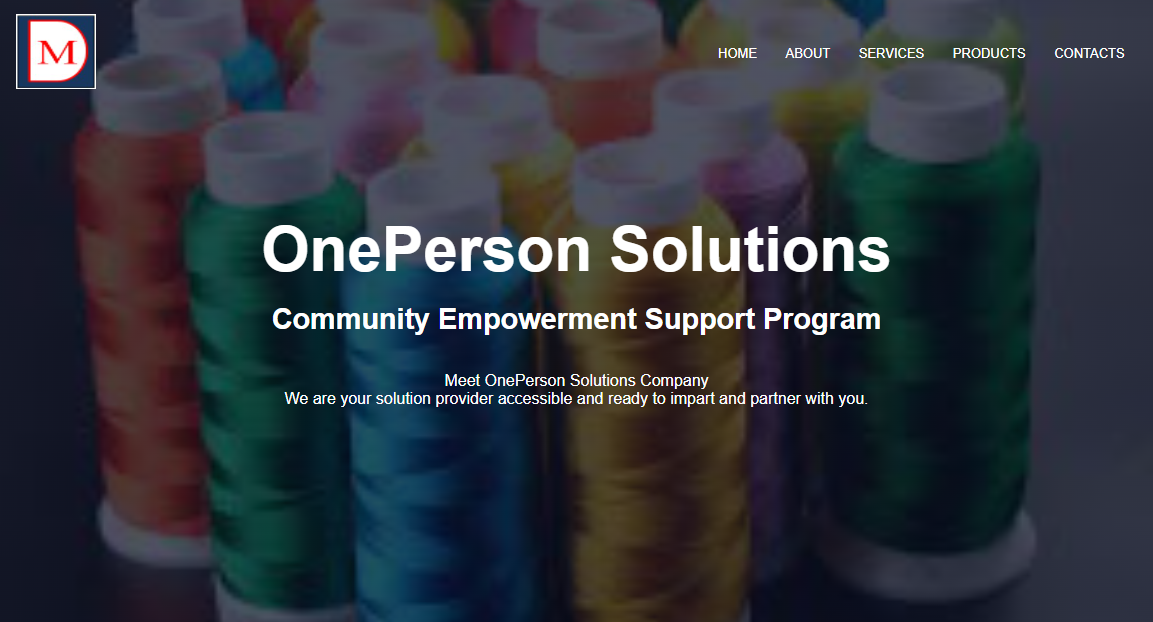 M
HOME ABOUT SERVICES PRODUCTS CONTACTS
OnePerson Solutions
Community Empowerment Support Program
Meet OnePerson Solutions Company
We are your solution provider accessible and ready to impart and partner with you.